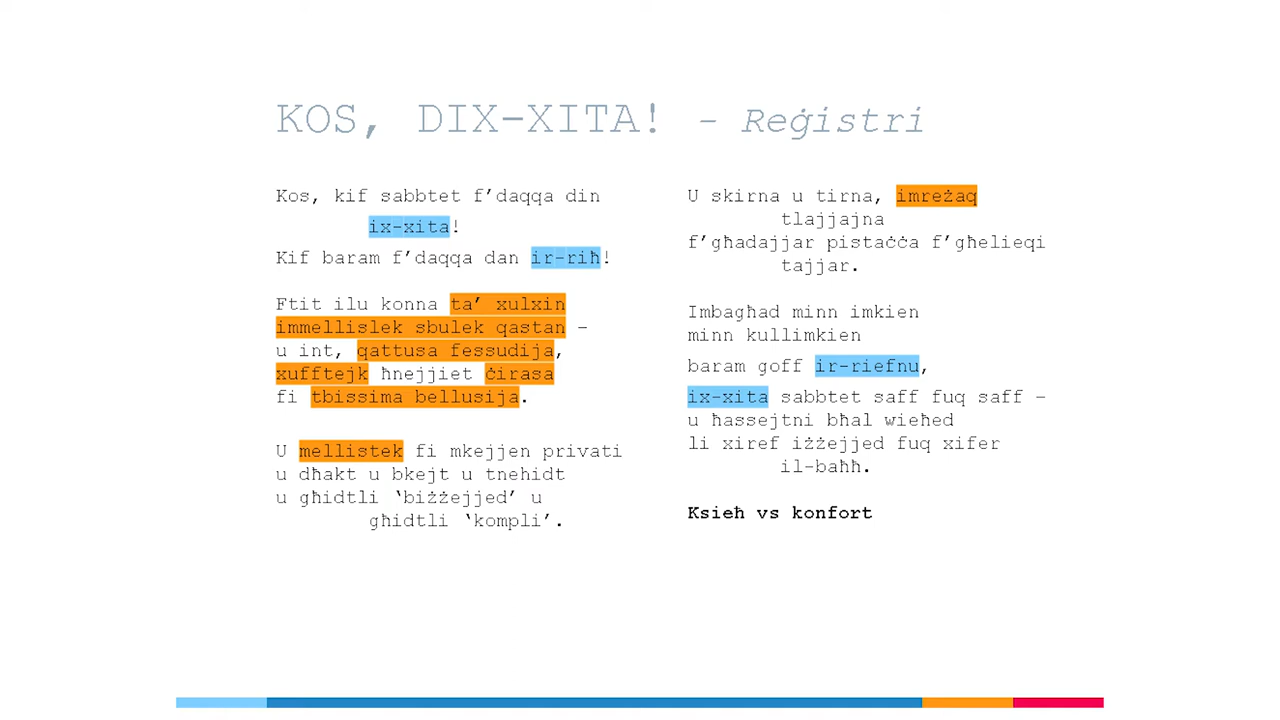 KOS, DIX-XITA! - Reġistri
Kos, kif sabbtet f’daqqa din
ix-xita!
Kif baram f’daqqa dan ir-riħ!
Ftit ilu konna ta’ xulxin
immellislek sbulek qastan –
u int, qattusa fessudija,
xufftejk ħnejjiet ċirasa
fi tbissima bellusija.
U mellistek fi mkejjen privati
u dħakt u bkejt u tneħidt
u għidtli ‘biżżejjed’ u
għidtli ‘kompli’.
U skirna u tirna, imreżaq
tlajjajna
f’għadajjar pistaċċa f’għelieqi
tajjar.
Imbagħad minn imkien
minn kullimkien
baram goff ir-riefnu,
ix-xita sabbtet saff fuq saff –
u ħassejtni bħal wieħed
li xiref iżżejjed fuq xifer
il-baħħ.
Ksieħ vs konfort